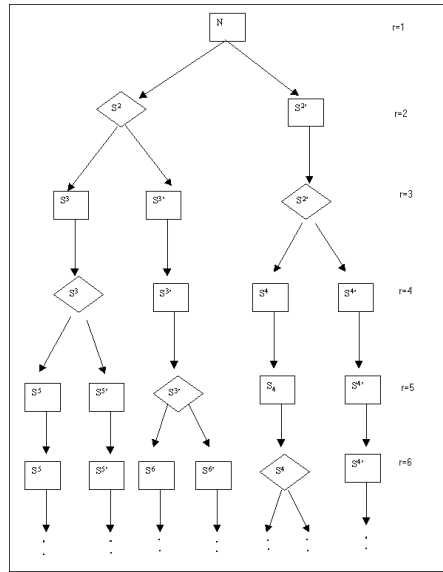 N r=1
S² S²' r=2
S³ S³' S²' r=3
S³ S³' S⁴ S⁴' r=4
S⁵ S⁵' S³' S₄ S⁴' r=5
S⁵ S⁵' S⁶ S⁶' S⁴ S⁴' r=6